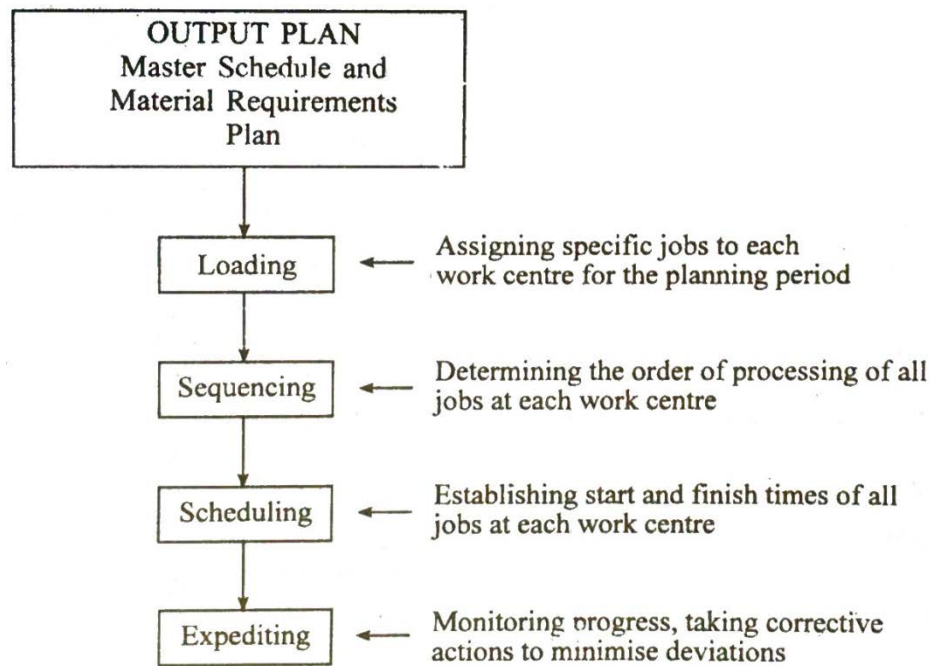 OUTPUT PLAN
Master Schedule and
Material Requirements
Plan
Loading
Assigning specific jobs to each
work centre for the planning period
Sequencing
Determining the order of processing of all
jobs at each work centre
Scheduling
Establishing start and finish times of all
jobs at each work centre
Expediting
Monitoring progress, taking corrective
actions to minimise deviations